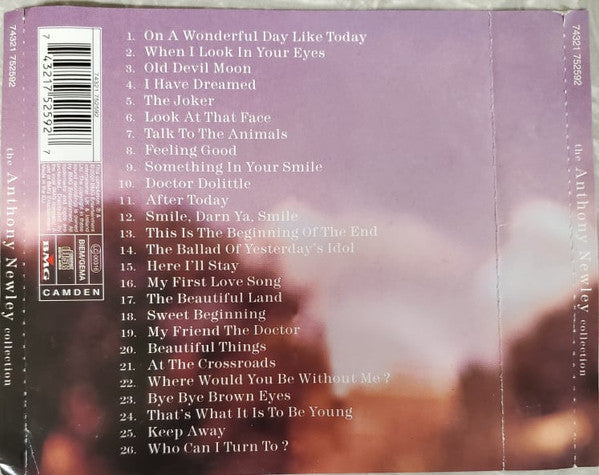 74321 752592
the Anthony Newley collection
7 43217 52592 7
74321 752592
BIEM/GEMA
BMG
CAMDEN
1. On A Wonderful Day Like Today
2. When I Look In Your Eyes
3. Old Devil Moon
4. I Have Dreamed
5. The Joker
6. Look At That Face
7. Talk To The Animals
8. Feeling Good
9. Something In Your Smile
10. Doctor Dolittle
11. After Today
12. Smile, Darn Ya, Smile
13. This Is The Beginning Of The End
14. The Ballad Of Yesterday's Idol
15. Here I'll Stay
16. My First Love Song
17. The Beautiful Land
18. Sweet Beginning
19. My Friend The Doctor
20. Beautiful Things
21. At The Crossroads
22. Where Would You Be Without Me ?
23. Bye Bye Brown Eyes
24. That's What It Is To Be Young
25. Keep Away
26. Who Can I Turn To ?
74321 752592
the Anthony Newley collection